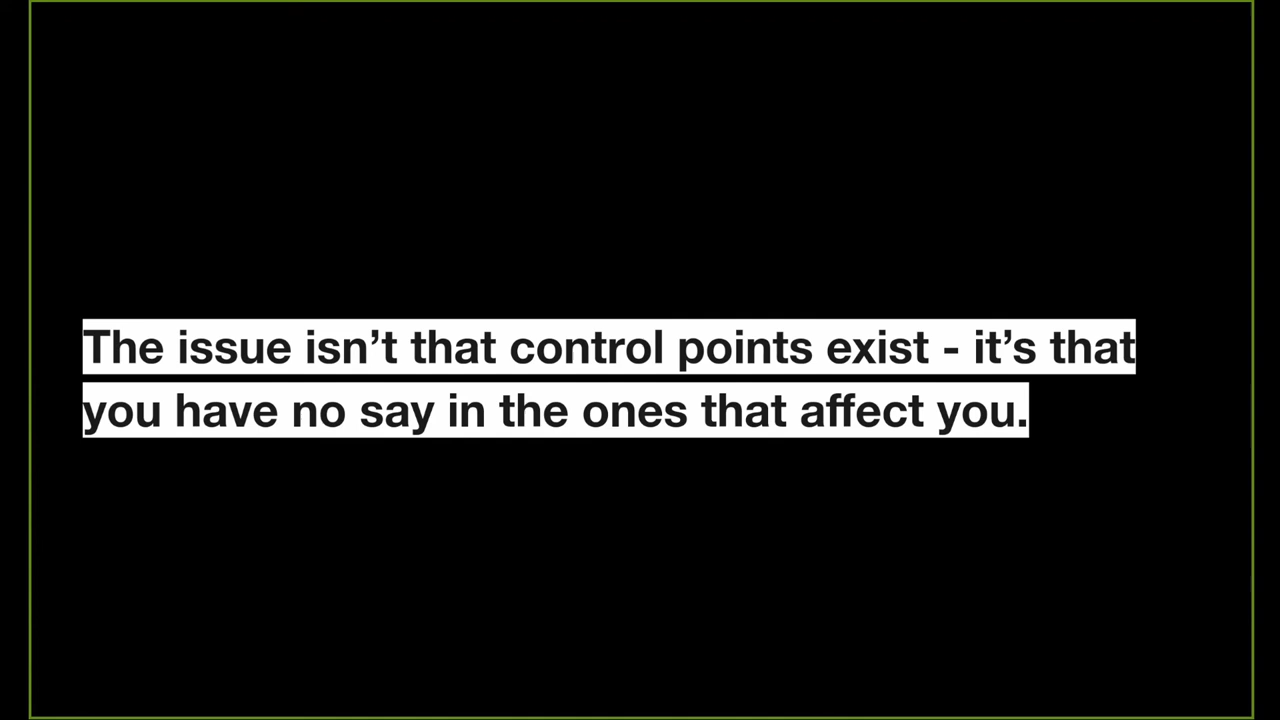 The issue isn’t that control points exist - it’s that
you have no say in the ones that affect you.